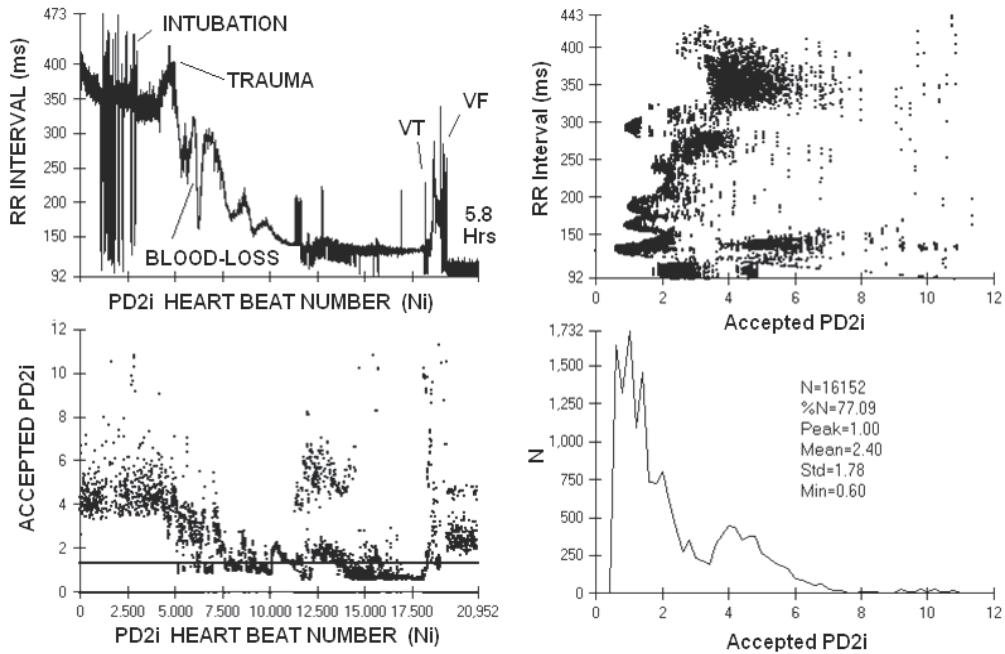 473
400
350
300
250
200
150
92
RR INTERVAL (ms)
INTUBATION
TRAUMA
VT
VF
BLOOD-LOSS
5.8
Hrs
PD2i HEART BEAT NUMBER (Ni)
443
400
350
300
250
200
150
92
RR Interval (ms)
0
2
4
6
8
10
12
Accepted PD2i
12
10
8
6
4
2
0
ACCEPTED PD2i
0
2.500
5.000
7.500
10.000
12.500
15.000
17.500
20,952
PD2i HEART BEAT NUMBER (Ni)
1,732
1,500
1,250
1,000
750
500
250
0
N
N=16152
%N=77.09
Peak=1.00
Mean=2.40
Std=1.78
Min=0.60
0
2
4
6
8
10
12
Accepted PD2i